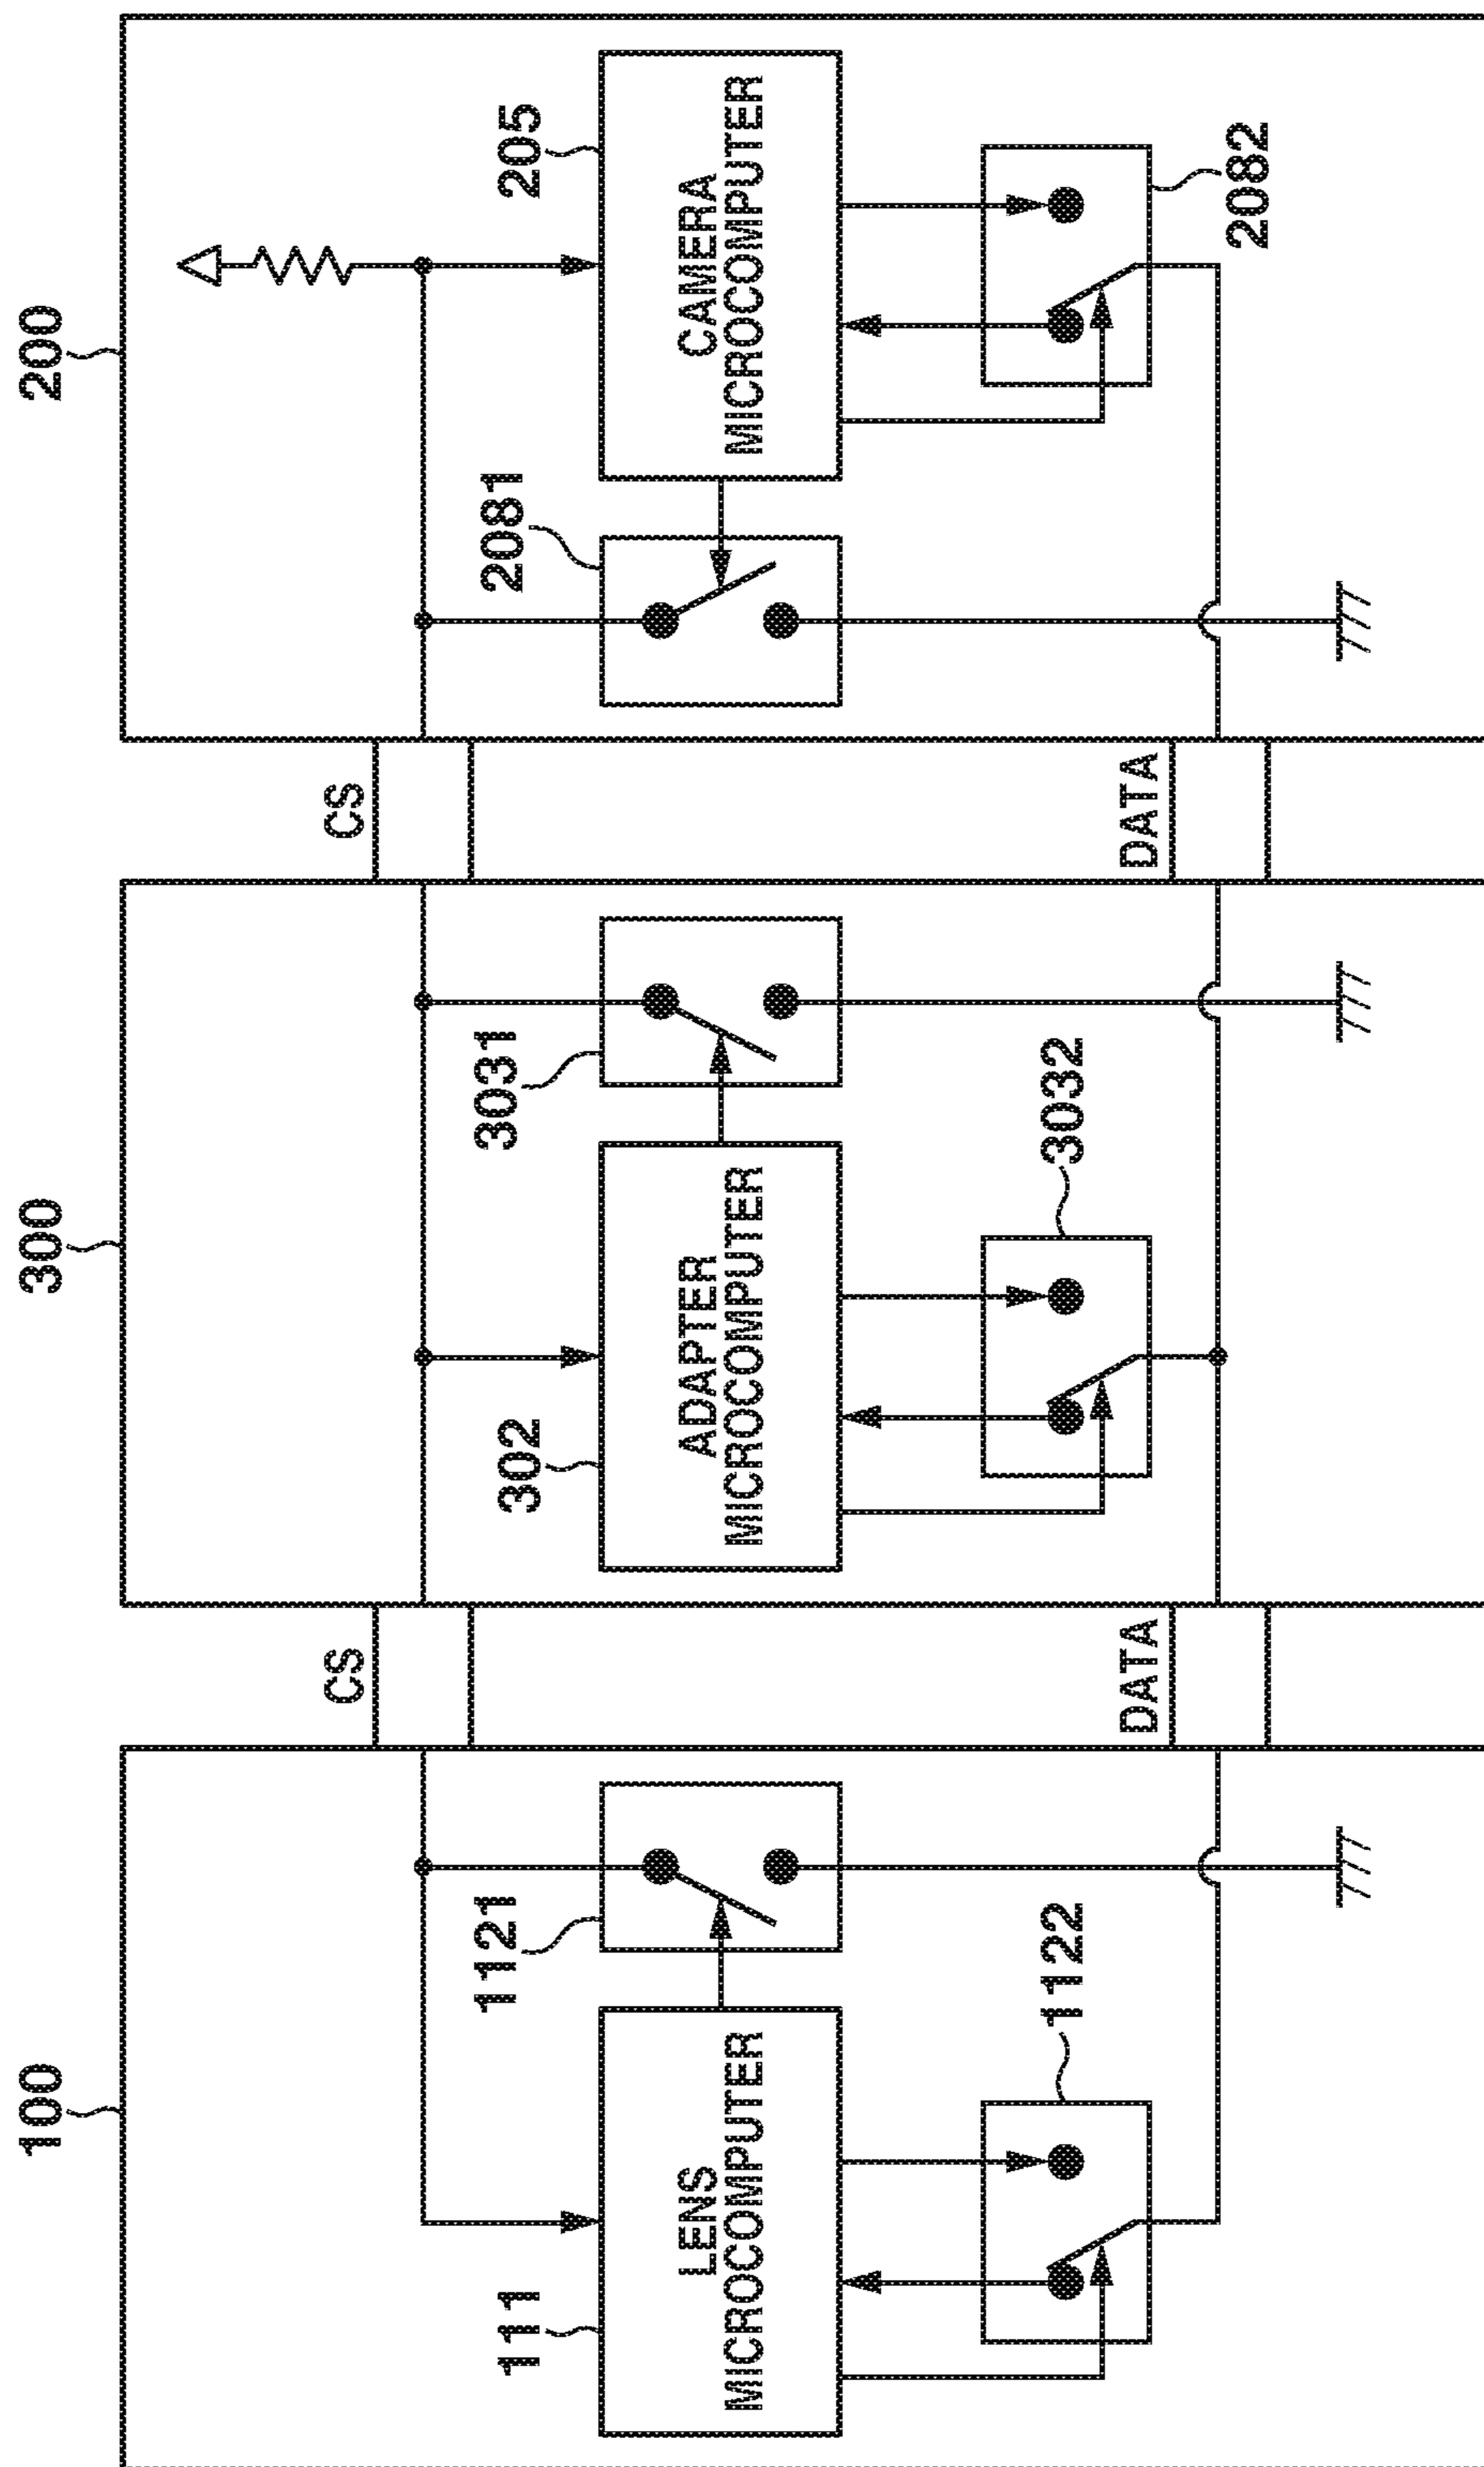 100
300
200
CS
CS
111
1121
302
3031
2081
205
LENS
MICROCOMPUTER
ADAPTER
MICROCOMPUTER
CAMERA
MICROCOMPUTER
1122
3032
DATA
DATA
2082